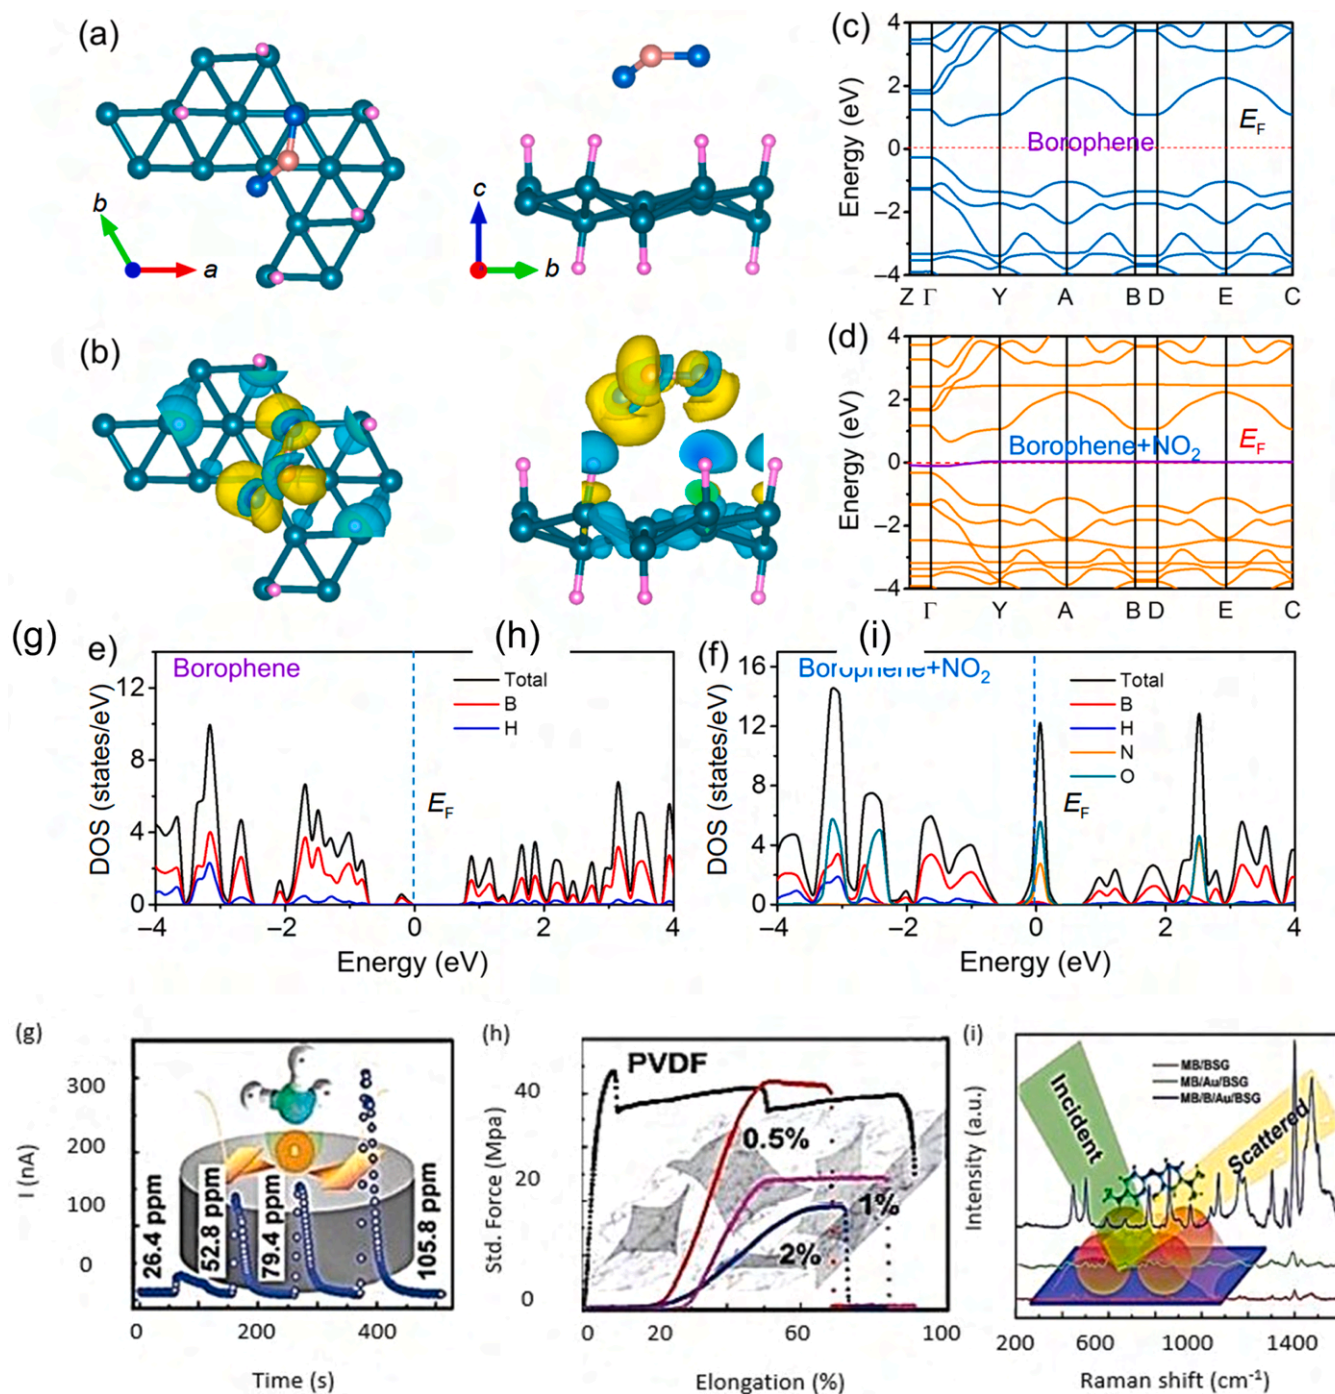 (a)
b
a
c
b
(c)
Energy (eV)
4
2
0
−2
−4
Borophene
E_F
Z Γ Y A B D E C
(b)
(d)
Energy (eV)
4
2
0
−2
−4
Borophene+NO₂
E_F
Γ Y A B D E C
(g)
e)
Borophene
(h)
Total
B
H
E_F
DOS (states/eV)
12
8
4
0
−4 −2 0 2 4
Energy (eV)
(f)
Borophene+NO₂
(i)
Total
B
H
N
O
E_F
DOS (states/eV)
16
12
8
4
0
−4 −2 0 2 4
Energy (eV)
(g)
I (nA)
300
200
100
0
26.4 ppm
52.8 ppm
79.4 ppm
105.8 ppm
0 200 400
Time (s)
(h)
PVDF
Std. Force (Mpa)
40
20
0
0.5%
1%
2%
0 20 60 80 100
Elongation (%)
(i)
Intensity (a.u.)
Incident
Scattered
MB/BSG
MB/Au/BSG
MB/B/Au/BSG
200 600 1000 1400
Raman shift (cm⁻¹)